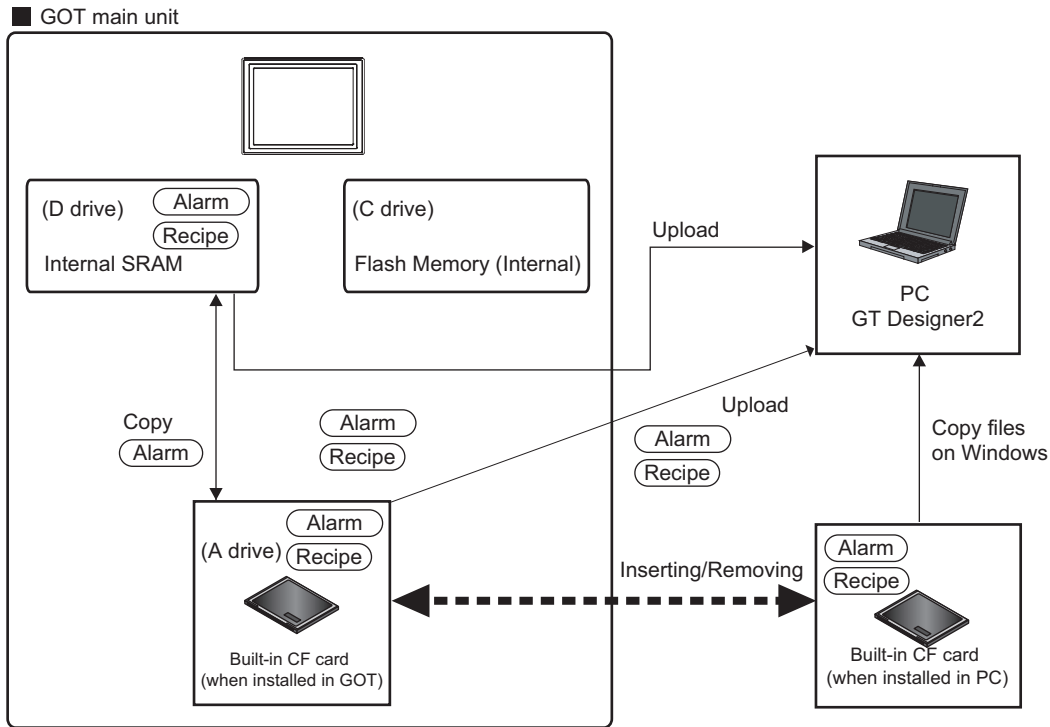 GOT main unit
(D drive)
Alarm
Recipe
Internal SRAM
(C drive)
Flash Memory (Internal)
Upload
PC
GT Designer2
Copy
Alarm
Alarm
Recipe
Upload
Alarm
Recipe
Copy files
on Windows
Alarm
(A drive)
Recipe
Built-in CF card
(when installed in GOT)
Inserting/Removing
Alarm
Recipe
Built-in CF card
(when installed in PC)